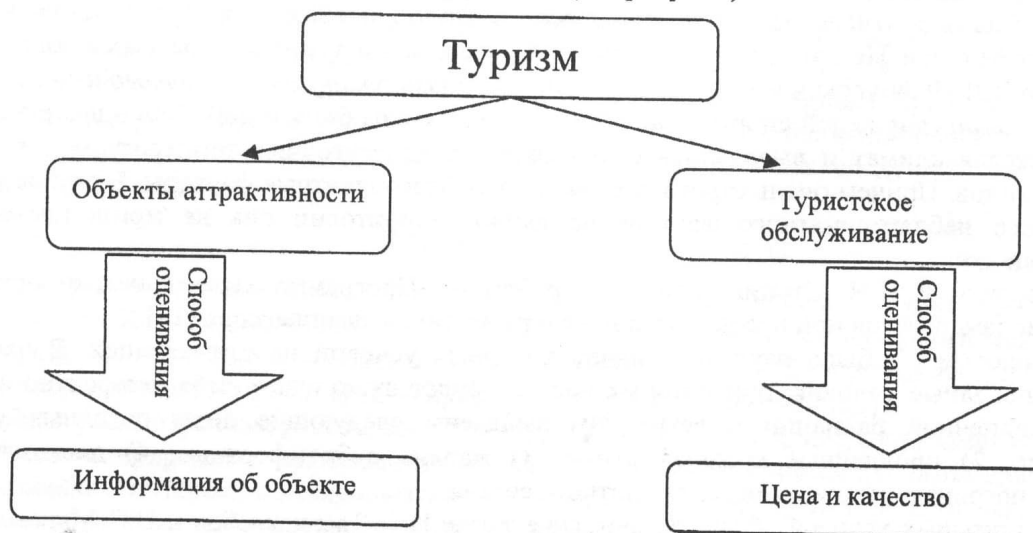 Туризм
Объекты аттрактивности
Туристское
обслуживание
Способ
оценивания
Способ
оценивания
Информация об объекте
Цена и качество